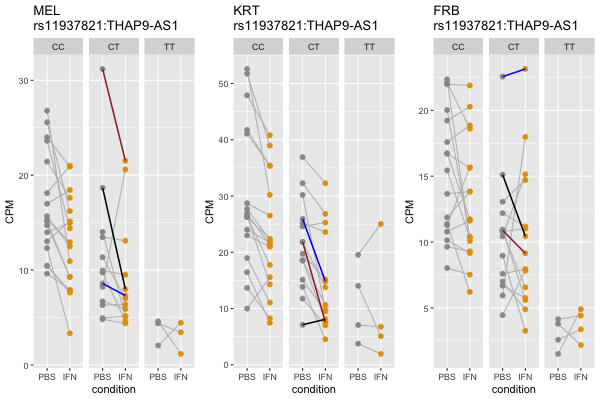 MEL
rs11937821:THAP9-AS1
CC CT TT
30
20
10
0
CPM
PBS IFN PBS IFN PBS IFN
condition
KRT
rs11937821:THAP9-AS1
CC CT TT
50
40
30
20
10
0
CPM
PBS IFN PBS IFN PBS IFN
condition
FRB
rs11937821:THAP9-AS1
CC CT TT
20
15
10
5
CPM
PBS IFN PBS IFN PBS IFN
condition